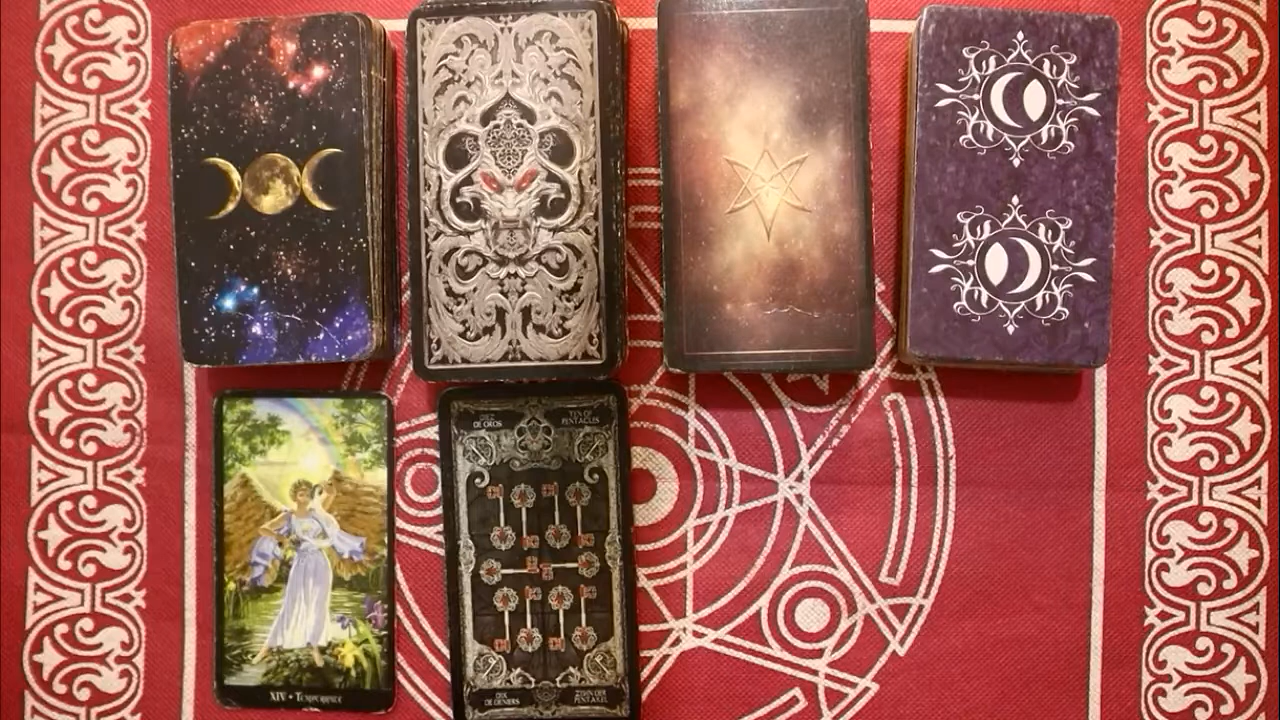 XIV • TEMPERANCE
DIEZ
DE OROS
TEN OF
PENTACLES
DIX
DE DENIERS
ZEHN DER
PENTAKEL